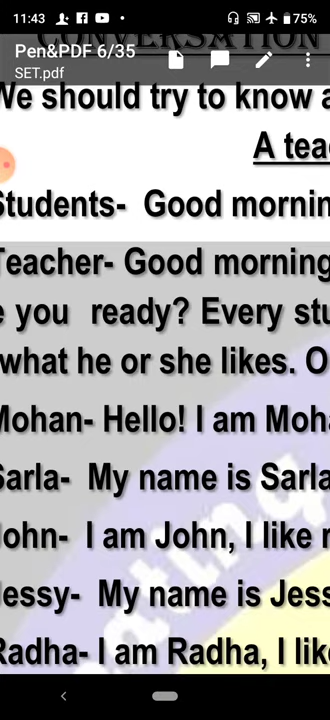 11:43
75%
Pen&PDF 6/35
SET.pdf
CONVERSATION
We should try to know a
A tea
Students- Good mornin
Teacher- Good morning
e you ready? Every stu
what he or she likes. O
Mohan- Hello! I am Moha
Sarla- My name is Sarla
John- I am John, I like
Jessy- My name is Jess
Radha- I am Radha, I lik